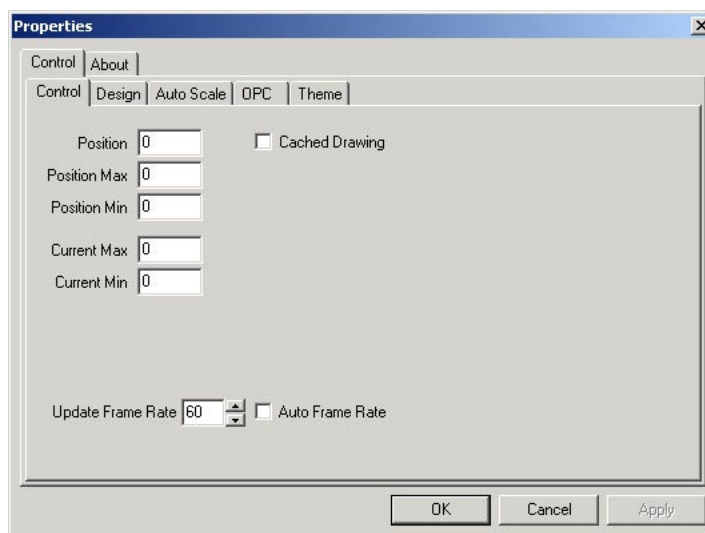 Properties
Control About
Control Design Auto Scale OPC Theme
Position 0 Cached Drawing
Position Max 0
Position Min 0
Current Max 0
Current Min 0
Update Frame Rate 60 Auto Frame Rate
OK Cancel Apply